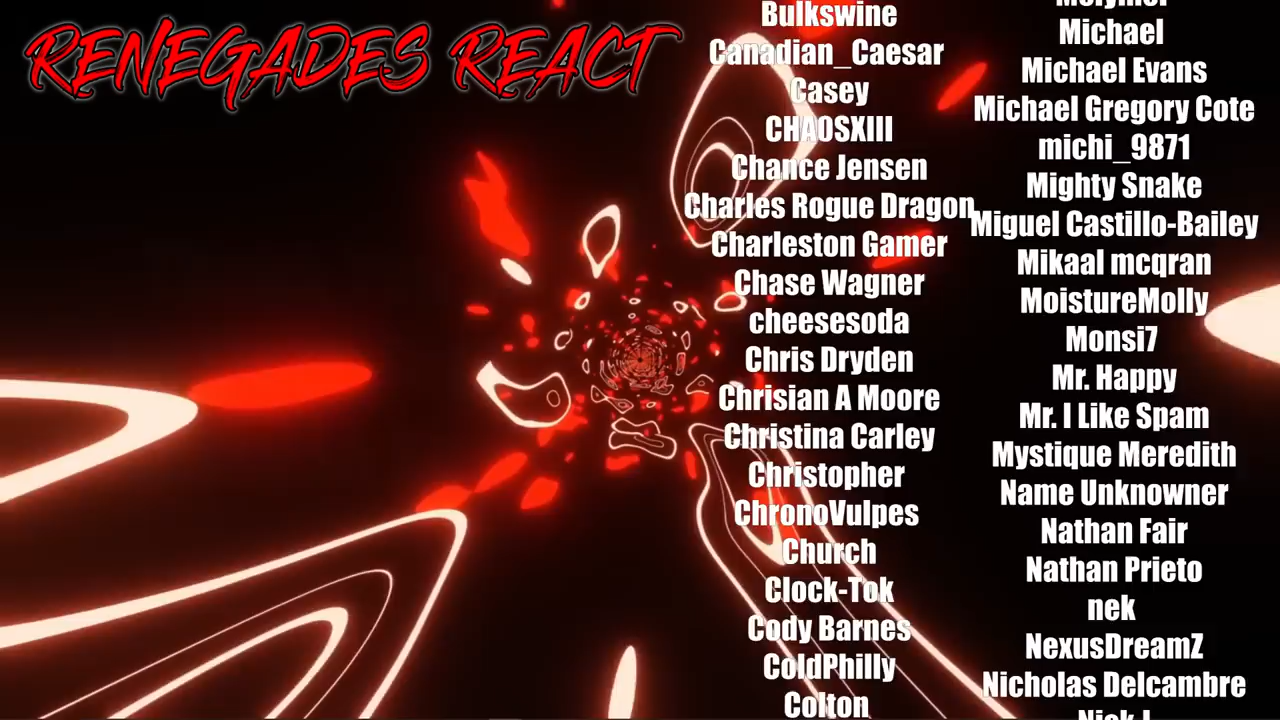 RENEGADES REACT
Bulkswine
Canadian_Caesar
Casey
CHAOSXIII
Chance Jensen
Charles Rogue Dragon
Charleston Gamer
Chase Wagner
cheesesoda
Chris Dryden
Chrisian A Moore
Christina Carley
Christopher
ChronoVulpes
Church
Clock-Tok
Cody Barnes
ColdPhilly
Colton
Michael
Michael Evans
Michael Gregory Cote
michi_9871
Mighty Snake
Miguel Castillo-Bailey
Mikaal mcqran
MoistureMolly
Monsi7
Mr. Happy
Mr. I Like Spam
Mystique Meredith
Name Unknowner
Nathan Fair
Nathan Prieto
nek
NexusDreamZ
Nicholas Delcambre